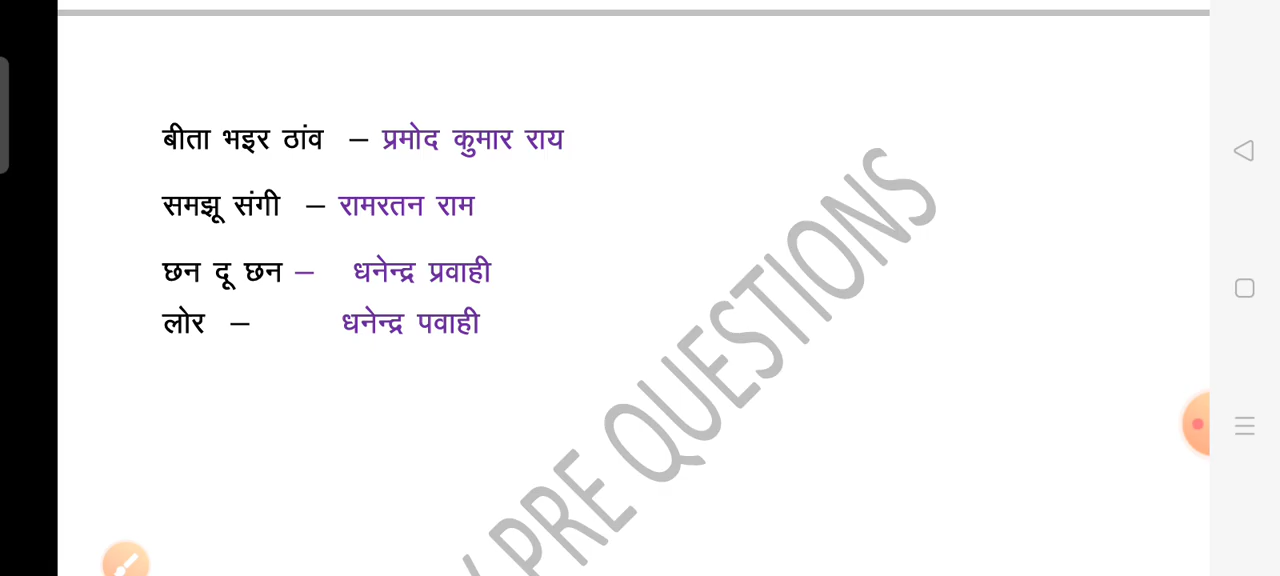 बीता भइर ठांव – प्रमोद कुमार राय
समझू संगी – रामरतन राम
छन दू छन – धनेन्द्र प्रवाही
लोर – धनेन्द्र पवाही
PRE QUESTIONS